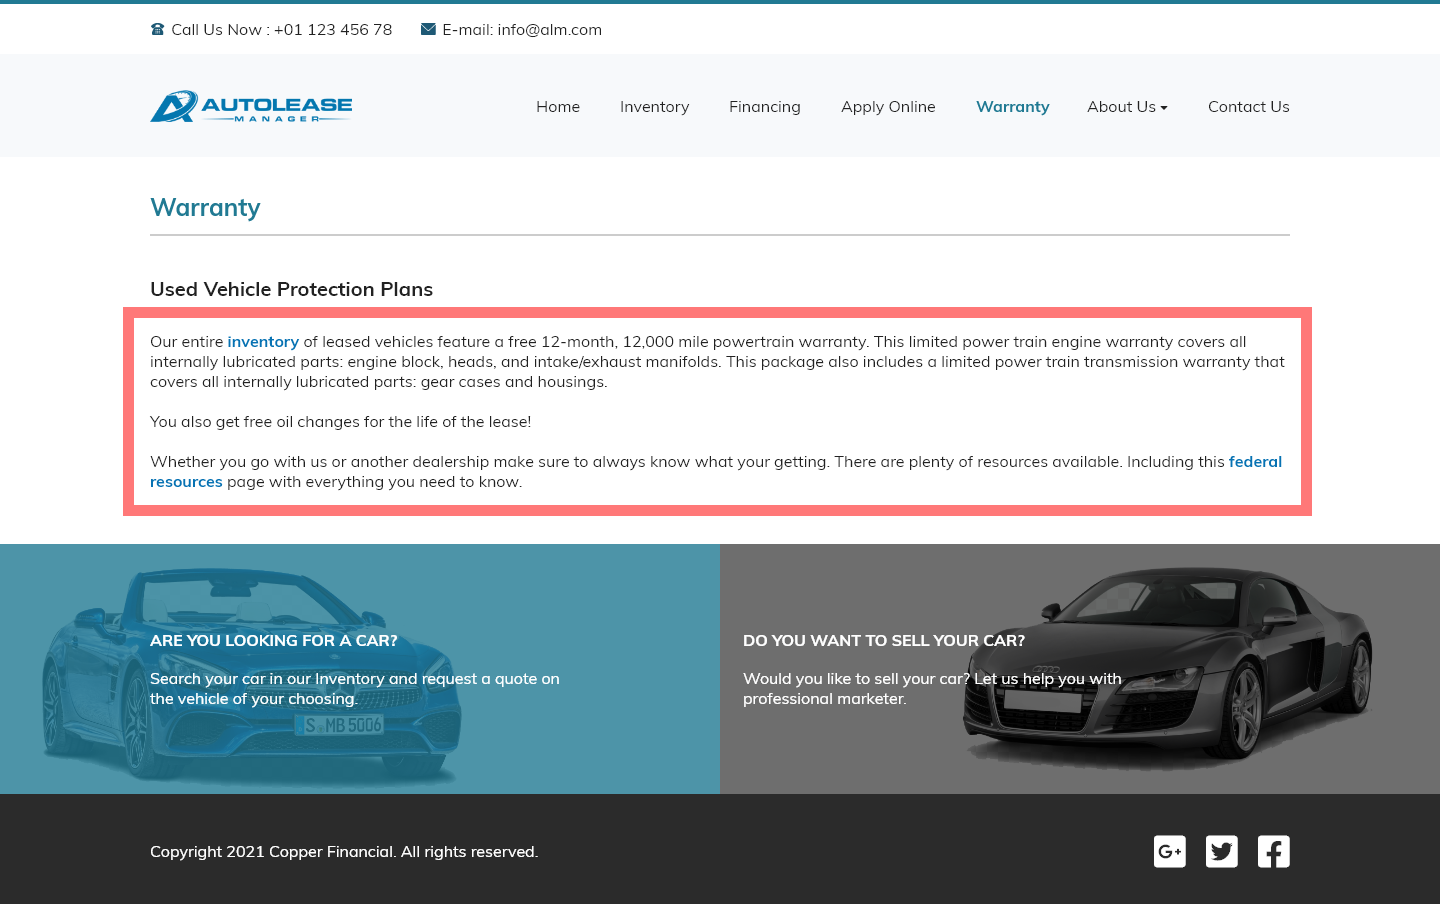 Call Us Now : +01 123 456 78 E-mail: info@alm.com
AUTOLEASE
MANAGER
Home Inventory Financing Apply Online Warranty About Us Contact Us
Warranty
Used Vehicle Protection Plans
Our entire inventory of leased vehicles feature a free 12-month, 12,000 mile powertrain warranty. This limited power train engine warranty covers all
internally lubricated parts: engine block, heads, and intake/exhaust manifolds. This package also includes a limited power train transmission warranty that
covers all internally lubricated parts: gear cases and housings.
You also get free oil changes for the life of the lease!
Whether you go with us or another dealership make sure to always know what your getting. There are plenty of resources available. Including this federal
resources page with everything you need to know.
ARE YOU LOOKING FOR A CAR?
Search your car in our Inventory and request a quote on
the vehicle of your choosing.
S MB 5006
DO YOU WANT TO SELL YOUR CAR?
Would you like to sell your car? Let us help you with
professional marketer.
Copyright 2021 Copper Financial. All rights reserved.